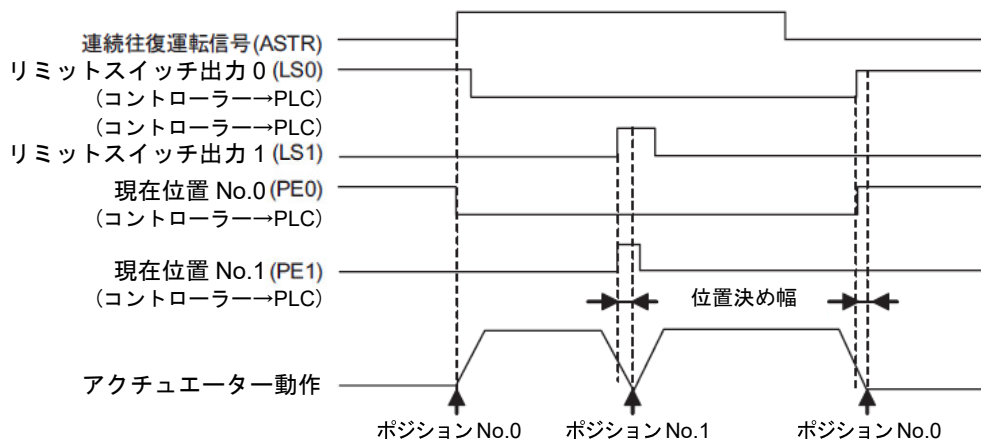 連続往復運転信号(ASTR)
リミットスイッチ出力 0 (LS0)
（コントローラー→PLC）
（コントローラー→PLC）
リミットスイッチ出力 1 (LS1)
現在位置 No.0 (PE0)
（コントローラー→PLC）
現在位置 No.1 (PE1)
（コントローラー→PLC）
位置決め幅
アクチュエーター動作
ポジション No.0
ポジション No.1
ポジション No.0